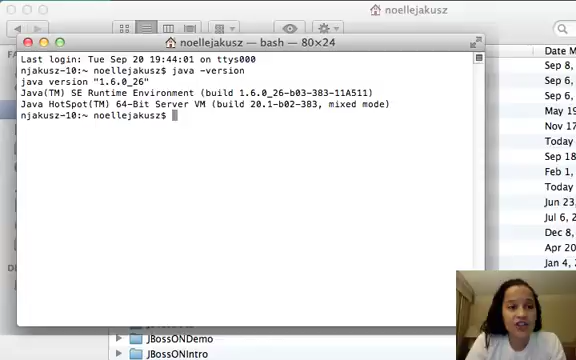 noellejakusz
noellejakusz — bash — 80×24
Last login: Tue Sep 20 19:44:01 on ttys000
njakusz-10:~ noellejakusz$ java -version
java version "1.6.0_26"
Java(TM) SE Runtime Environment (build 1.6.0_26-b03-383-11A511)
Java HotSpot(TM) 64-Bit Server VM (build 20.1-b02-383, mixed mode)
njakusz-10:~ noellejakusz$
Date M
Sep 8,
Sep 6,
Sep 6,
May 19
Nov 17
Today
Sep 18
Feb 1,
Today
Jun 23,
Jul 6,
Dec 8,
Apr 20
Jan 4,
JBossONDemo
JBossONIntro